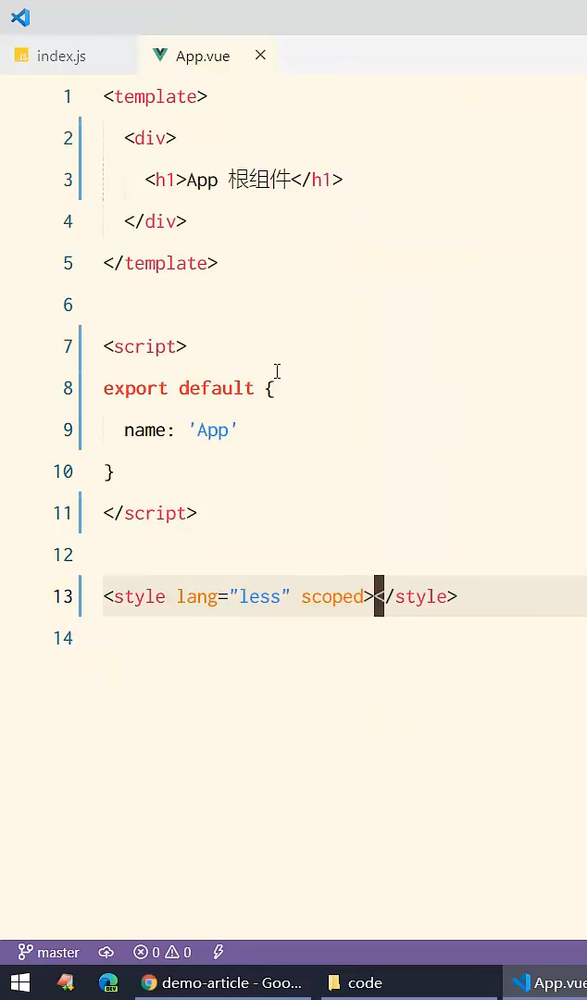 index.js
App.vue
1 <template>
2 <div>
3 <h1>App 根组件</h1>
4 </div>
5 </template>
6
7 <script>
8 export default {
9 name: 'App'
10 }
11 </script>
12
13 <style lang="less" scoped></style>
14
master 0 0
DEV demo-article - Goo... code App.vue